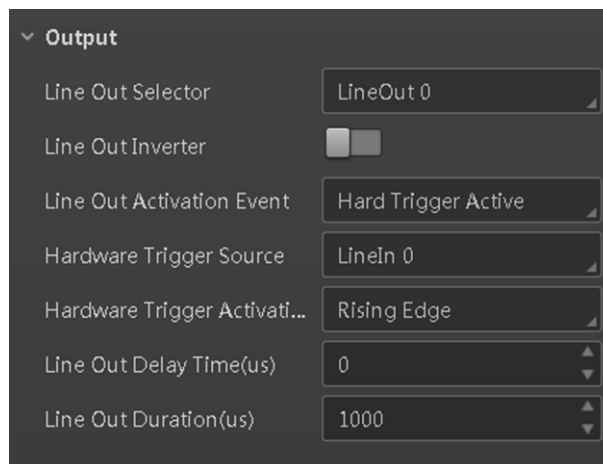 Output
Line Out Selector LineOut 0
Line Out Inverter
Line Out Activation Event Hard Trigger Active
Hardware Trigger Source LineIn 0
Hardware Trigger Activati... Rising Edge
Line Out Delay Time(us) 0
Line Out Duration(us) 1000